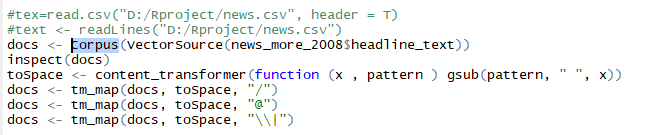 #tex=read.csv("D:/Rproject/news.csv", header = T)
#text <- readLines("D:/Rproject/news.csv")
docs <- Corpus(VectorSource(news_more_2008$headline_text))
inspect(docs)
toSpace <- content_transformer(function (x , pattern ) gsub(pattern, " ", x))
docs <- tm_map(docs, toSpace, "/")
docs <- tm_map(docs, toSpace, "@")
docs <- tm_map(docs, toSpace, "\\|")